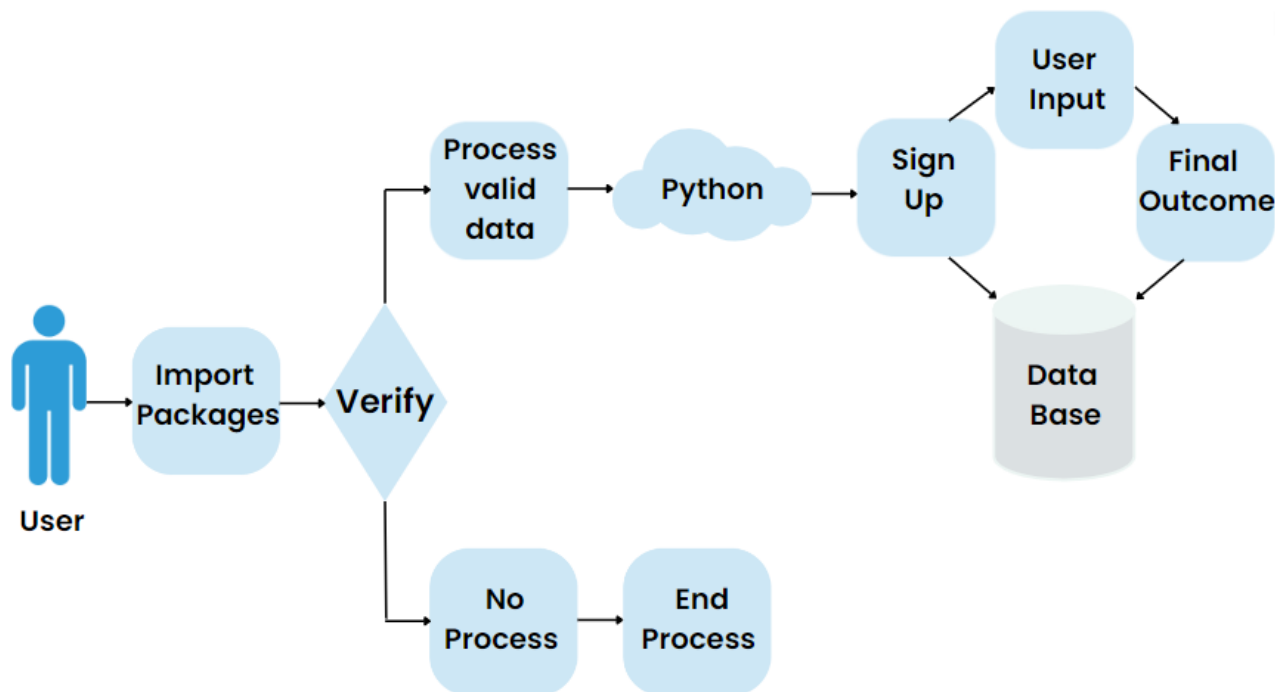 User
Import
Packages
Verify
Process
valid
data
Python
Sign
Up
User
Input
Final
Outcome
Data
Base
No
Process
End
Process